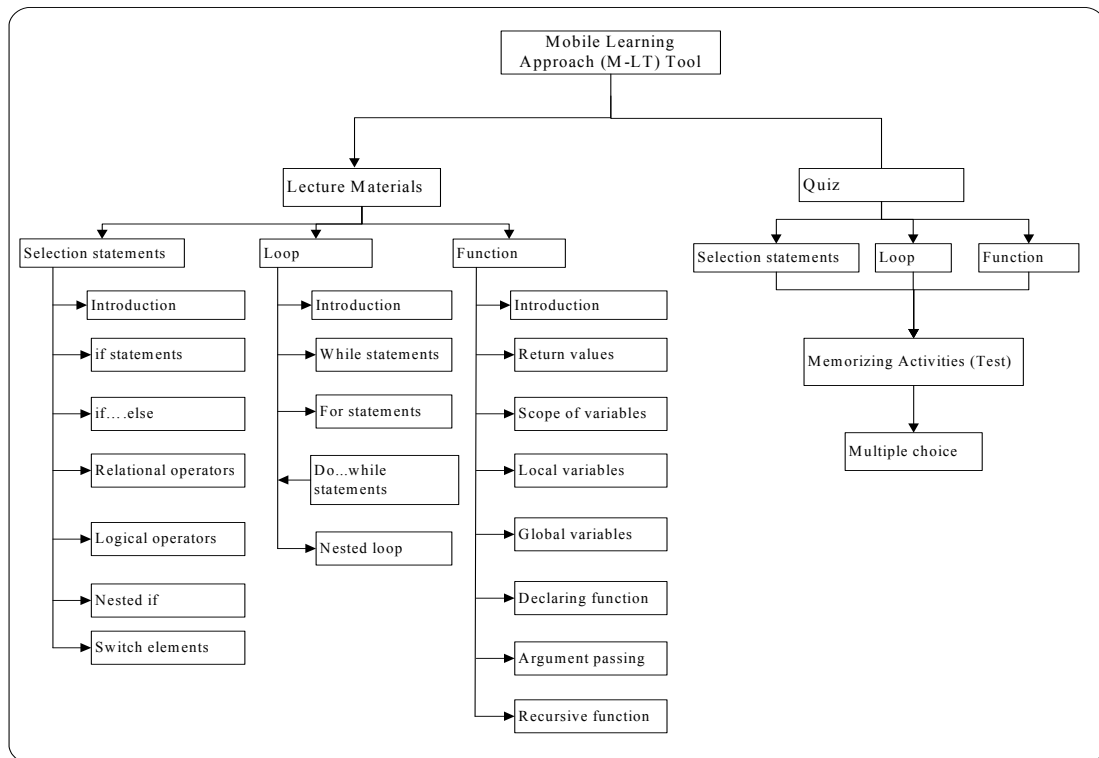 Mobile Learning
Approach (M-LT) Tool
Lecture Materials
Quiz
Selection statements
Loop
Function
Selection statements
Loop
Function
Introduction
if statements
if….else
Relational operators
Logical operators
Nested if
Switch elements
Introduction
While statements
For statements
Do...while
statements
Nested loop
Introduction
Return values
Scope of variables
Local variables
Global variables
Declaring function
Argument passing
Recursive function
Memorizing Activities (Test)
Multiple choice